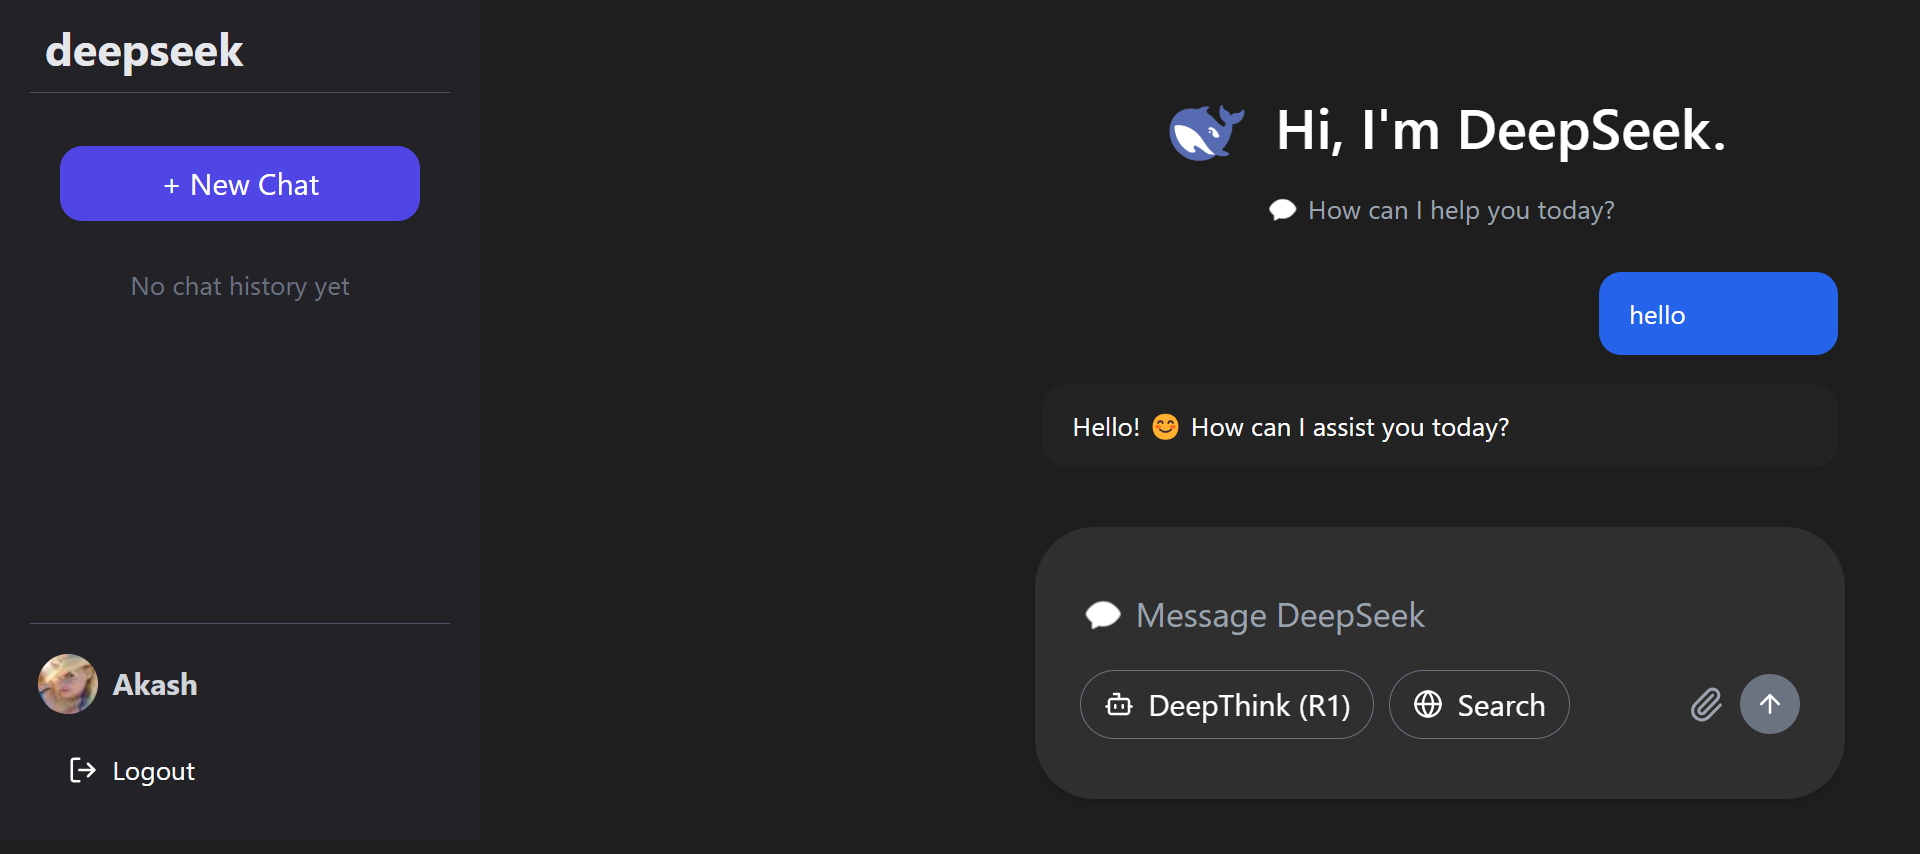 deepseek
+ New Chat
No chat history yet
Akash
Logout
Hi, I'm DeepSeek.
💬 How can I help you today?
hello
Hello! 😊 How can I assist you today?
💬 Message DeepSeek
DeepThink (R1)
Search